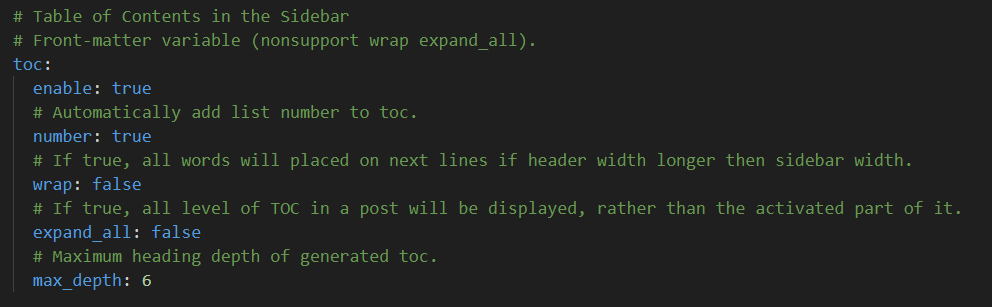 # Table of Contents in the Sidebar
# Front-matter variable (nonsupport wrap expand_all).
toc:
  enable: true
  # Automatically add list number to toc.
  number: true
  # If true, all words will placed on next lines if header width longer then sidebar width.
  wrap: false
  # If true, all level of TOC in a post will be displayed, rather than the activated part of it.
  expand_all: false
  # Maximum heading depth of generated toc.
  max_depth: 6